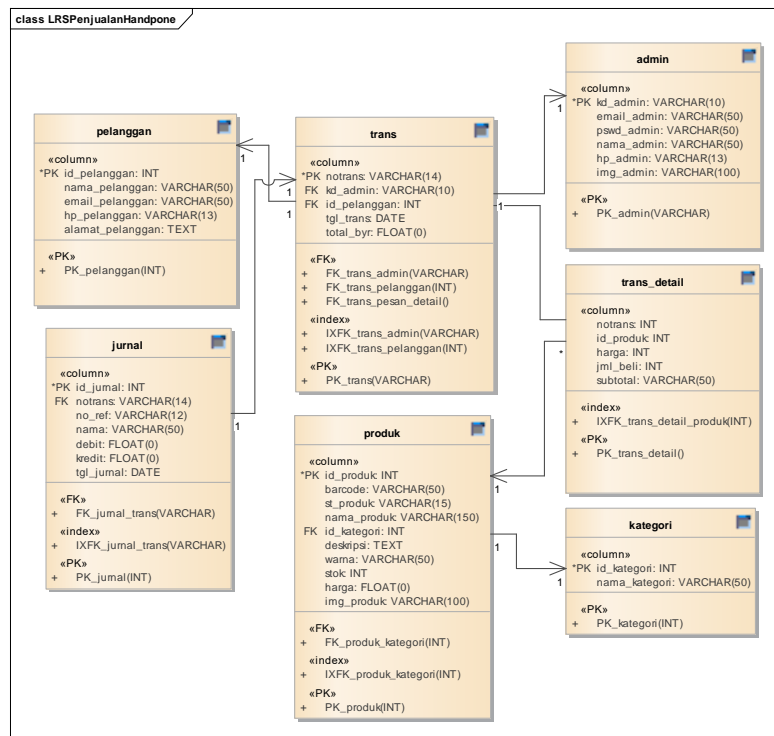 class LRSPenjualanHandpone
pelanggan
«column»
*PK id_pelanggan: INT
nama_pelanggan: VARCHAR(50)
email_pelanggan: VARCHAR(50)
hp_pelanggan: VARCHAR(13)
alamat_pelanggan: TEXT
«PK»
+ PK_pelanggan(INT)
trans
«column»
*PK notrans: VARCHAR(14)
FK kd_admin: VARCHAR(10)
FK id_pelanggan: INT
tgl_trans: DATE
total_byr: FLOAT(0)
«FK»
+ FK_trans_admin(VARCHAR)
+ FK_trans_pelanggan(INT)
+ FK_trans_pesan_detail()
«index»
+ IXFK_trans_admin(VARCHAR)
+ IXFK_trans_pelanggan(INT)
«PK»
+ PK_trans(VARCHAR)
admin
«column»
*PK kd_admin: VARCHAR(10)
email_admin: VARCHAR(50)
pswd_admin: VARCHAR(50)
nama_admin: VARCHAR(50)
hp_admin: VARCHAR(13)
img_admin: VARCHAR(100)
«PK»
+ PK_admin(VARCHAR)
jurnal
«column»
*PK id_jurnal: INT
FK notrans: VARCHAR(14)
no_ref: VARCHAR(12)
nama: VARCHAR(50)
debit: FLOAT(0)
kredit: FLOAT(0)
tgl_jurnal: DATE
«FK»
+ FK_jurnal_trans(VARCHAR)
«index»
+ IXFK_jurnal_trans(VARCHAR)
«PK»
+ PK_jurnal(INT)
produk
«column»
*PK id_produk: INT
barcode: VARCHAR(50)
st_produk: VARCHAR(15)
nama_produk: VARCHAR(150)
FK id_kategori: INT
deskripsi: TEXT
warna: VARCHAR(50)
stok: INT
harga: FLOAT(0)
img_produk: VARCHAR(100)
«FK»
+ FK_produk_kategori(INT)
«index»
+ IXFK_produk_kategori(INT)
«PK»
+ PK_produk(INT)
trans_detail
«column»
notrans: INT
id_produk: INT
harga: INT
jml_beli: INT
subtotal: VARCHAR(50)
«index»
+ IXFK_trans_detail_produk(INT)
«PK»
+ PK_trans_detail()
kategori
«column»
*PK id_kategori: INT
nama_kategori: VARCHAR(50)
«PK»
+ PK_kategori(INT)
1
1
1
1
1
1
1
*
1
1
1